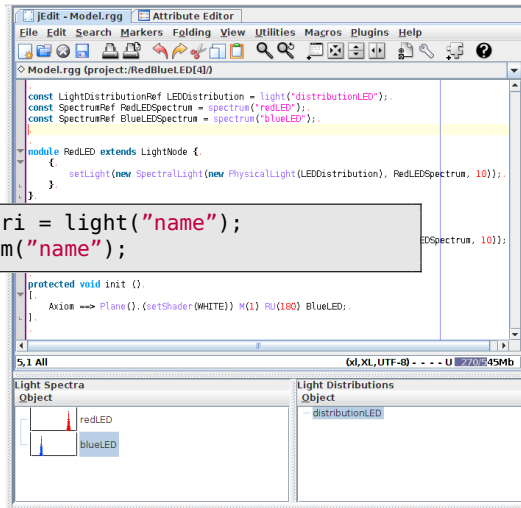 jEdit - Model.rgg Attribute Editor
File Edit Search Markers Folding View Utilities Macros Plugins Help
Model.rgg (project:/RedBlueLED[4]/)
const LightDistributionRef LEDDistribution = light("distributionLED");.
const SpectrumRef RedLEDSpectrum = spectrum("redLED");.
const SpectrumRef BlueLEDSpectrum = spectrum("blueLED");.
module RedLED extends LightNode {.
{.
setLight(new SpectralLight(new PhysicalLight(LEDDistribution), RedLEDSpectrum, 10));.
}.
}.
ri = light("name");
m("name");
EDSpectrum, 10));
protected void init ().
[.
Axiom ==> Plane().(setShader(WHITE)) M(1) RU(180) BlueLED;.
].
5,1 All (xl,XL,UTF-8) - - - - U 270/545Mb
Light Spectra
Object
redLED
blueLED
Light Distributions
Object
distributionLED